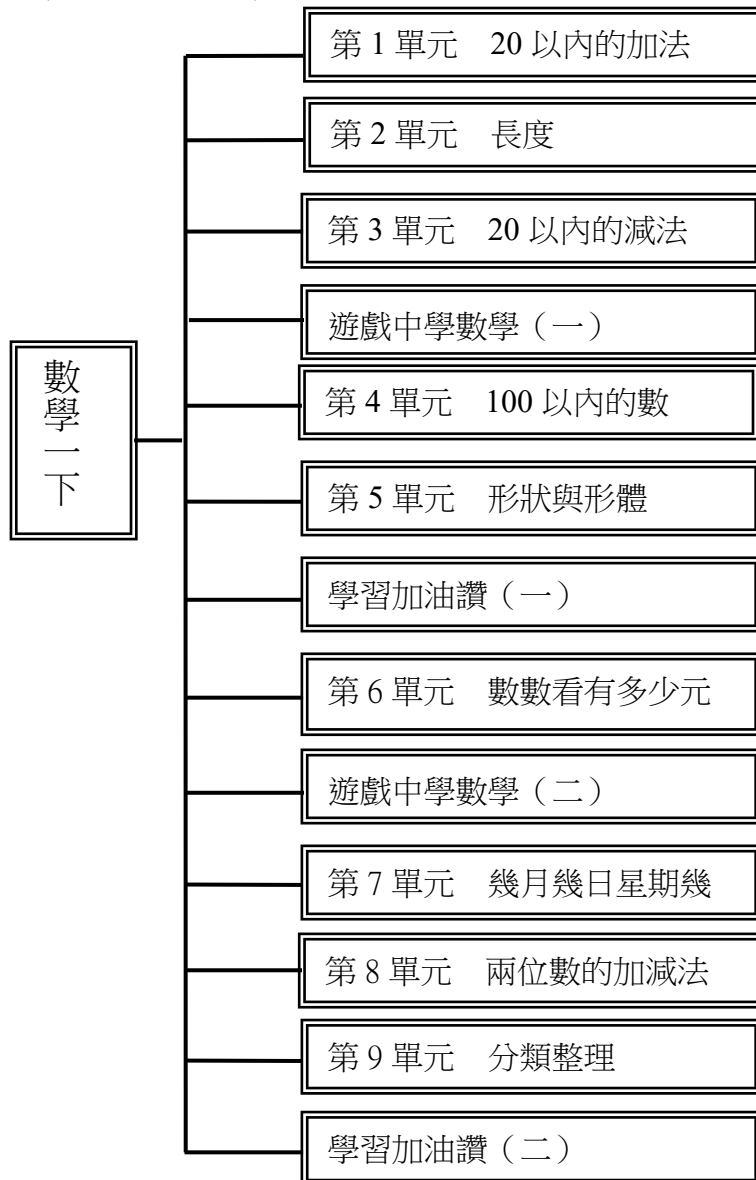 第 1 單元　20 以內的加法
第 2 單元　長度
第 3 單元　20 以內的減法
遊戲中學數學（一）
數學一下
第 4 單元　100 以內的數
第 5 單元　形狀與形體
學習加油讚（一）
第 6 單元　數數看有多少元
遊戲中學數學（二）
第 7 單元　幾月幾日星期幾
第 8 單元　兩位數的加減法
第 9 單元　分類整理
學習加油讚（二）